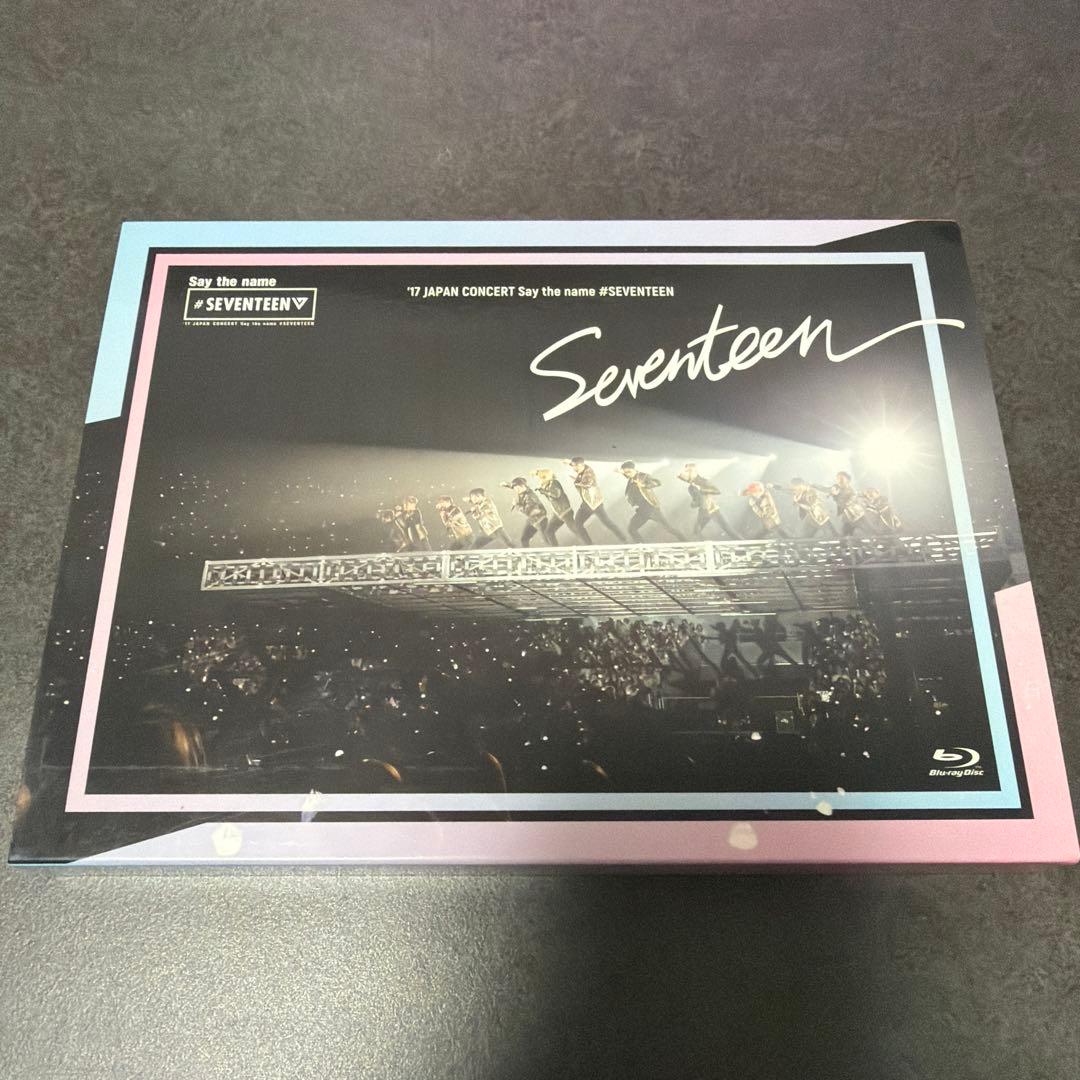 Say the name
# SEVENTEEN
'17 JAPAN CONCERT Say the name #SEVENTEEN
'17 JAPAN CONCERT Say the name #SEVENTEEN
Seventeen
Blu-ray Disc